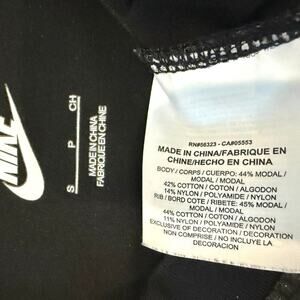 NIKE
S P CH
MADE IN CHINA
FABRIQUÉ EN CHINE
RN#56323 - CA#05553
MADE IN CHINA/FABRIQUE EN
CHINE/HECHO EN CHINA
BODY / CORPS / CUERPO: 44% MODAL /
MODAL / MODAL
42% COTTON / COTON / ALGODON
14% NYLON / POLYAMIDE / NYLON
RIB / BORD COTE / RIBETE: 45% MODAL /
MODAL / MODAL
44% COTTON / COTON / ALGODON
11% NYLON / POLYAMIDE / NYLON
EXCLUSIVE OF DECORATION / DECORATION
NON COMPRISE / NO INCLUYE LA
DECORACION